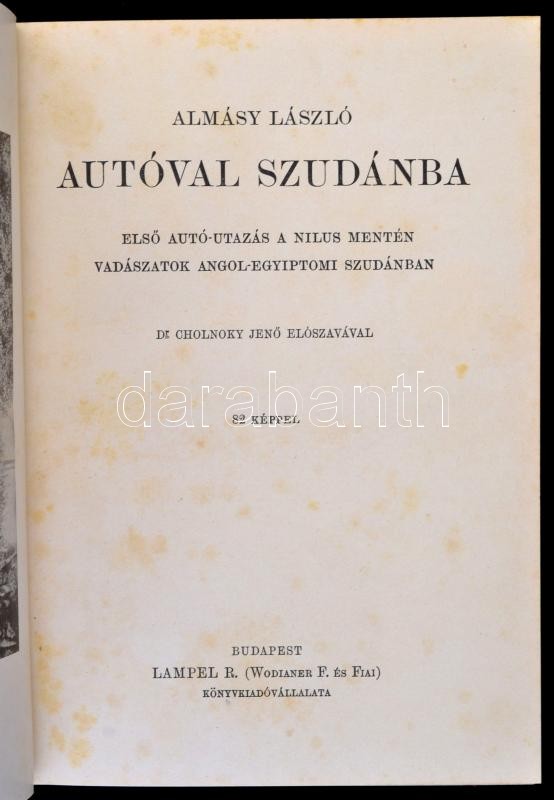 ALMÁSY LÁSZLÓ
AUTÓVAL SZUDÁNBA
ELSŐ AUTÓ-UTAZÁS A NILUS MENTÉN
VADÁSZATOK ANGOL-EGYIPTOMI SZUDÁNBAN
Dr CHOLNOKY JENŐ ELŐSZAVÁVAL
darabanth
82 KÉPPEL
BUDAPEST
LAMPEL R. (WODIANER F. ÉS FIAI)
KÖNYVKIADÓVÁLLALATA